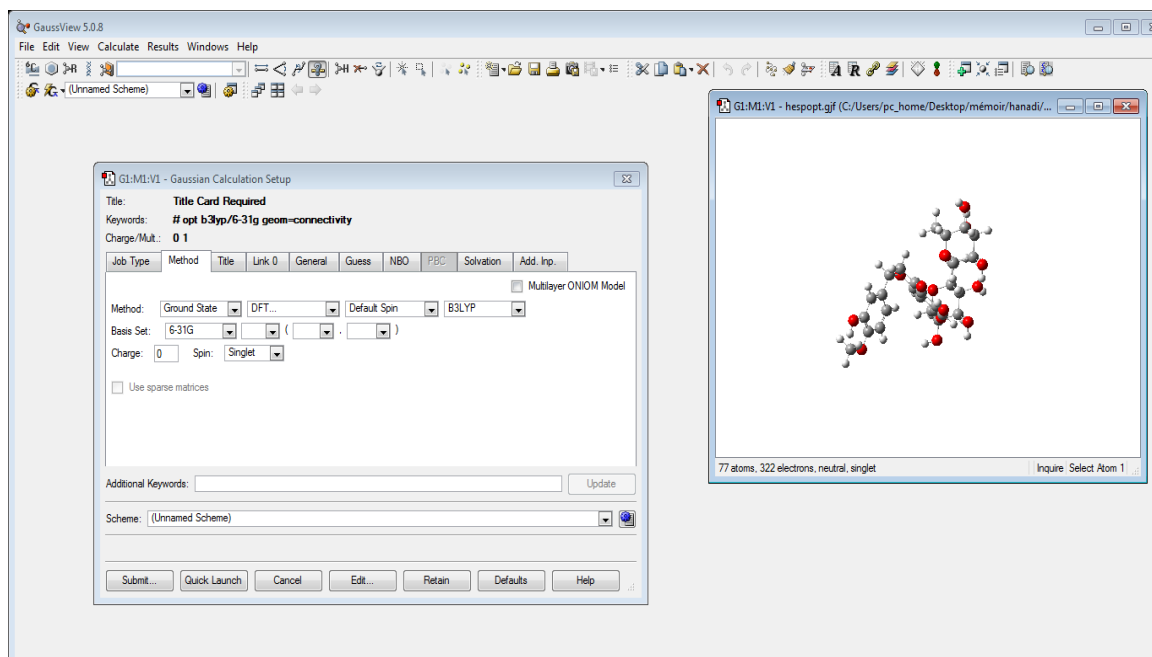 GaussView 5.0.8
File Edit View Calculate Results Windows Help
(Unnamed Scheme)
G1:M1:V1 - hespopt.gjf (C:/Users/pc_home/Desktop/mémoir/hanadi/...
G1:M1:V1 - Gaussian Calculation Setup
Title: Title Card Required
Keywords: # opt b3lyp/6-31g geom=connectivity
Charge/Mult.: 0 1
Job Type Method Title Link 0 General Guess NBO PBC Solvation Add. Inp.
Multilayer ONIOM Model
Method: Ground State DFT... Default Spin B3LYP
Basis Set: 6-31G ( , )
Charge: 0 Spin: Singlet
Use sparse matrices
77 atoms, 322 electrons, neutral, singlet Inquire Select Atom 1
Additional Keywords: Update
Scheme: (Unnamed Scheme)
Submit... Quick Launch Cancel Edit... Retain Defaults Help